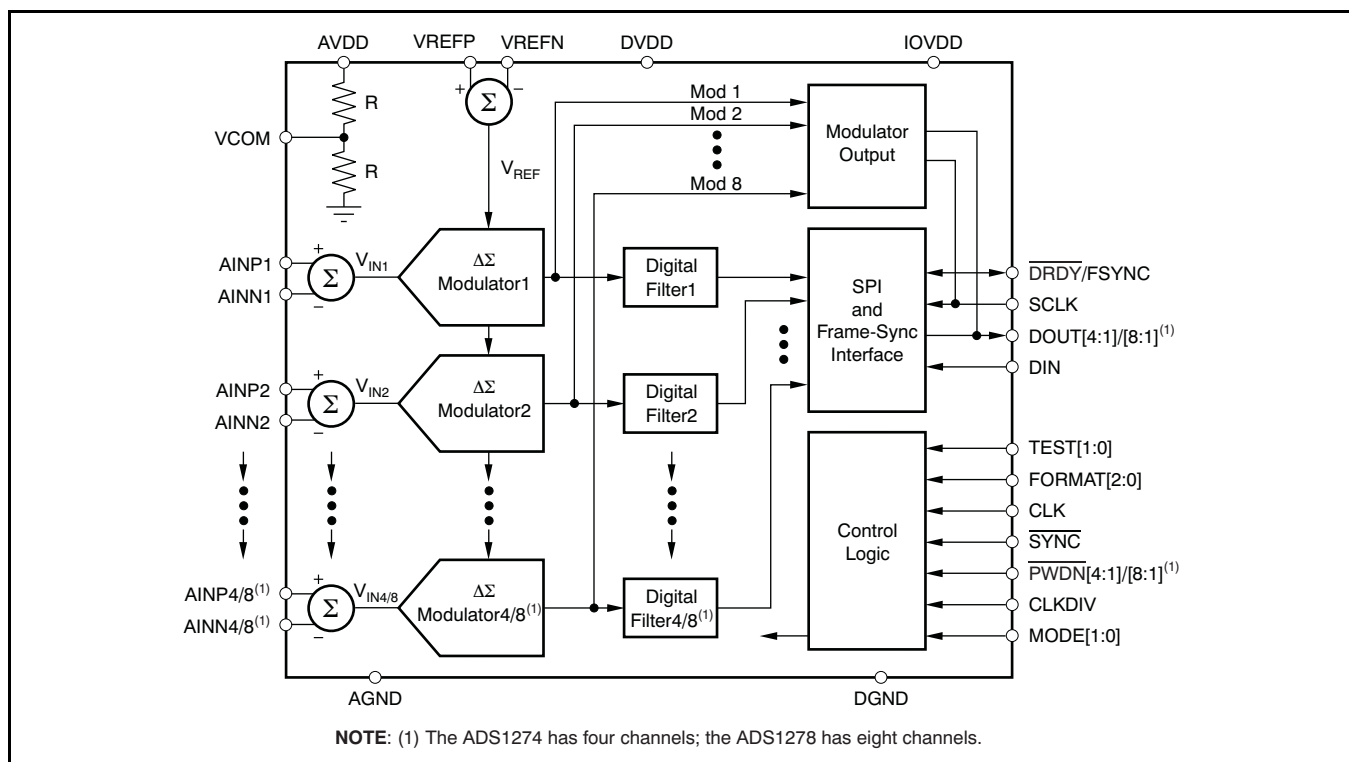 AVDD
VREFP
VREFN
DVDD
IOVDD
R
+
Σ
−
Mod 1
Mod 2
Modulator
Output
VCOM
R
VREF
Mod 8
AINP1
+
Σ
VIN1
ΔΣ
Modulator1
Digital
Filter1
SPI
and
Frame-Sync
Interface
DRDY/FSYNC
AINN1
−
SCLK
DOUT[4:1]/[8:1](1)
DIN
AINP2
+
Σ
VIN2
ΔΣ
Modulator2
Digital
Filter2
AINN2
−
TEST[1:0]
FORMAT[2:0]
CLK
Control
Logic
SYNC
PWDN[4:1]/[8:1](1)
CLKDIV
MODE[1:0]
AINP4/8(1)
+
Σ
VIN4/8
ΔΣ
Modulator4/8(1)
Digital
Filter4/8(1)
AINN4/8(1)
−
AGND
DGND
NOTE: (1) The ADS1274 has four channels; the ADS1278 has eight channels.